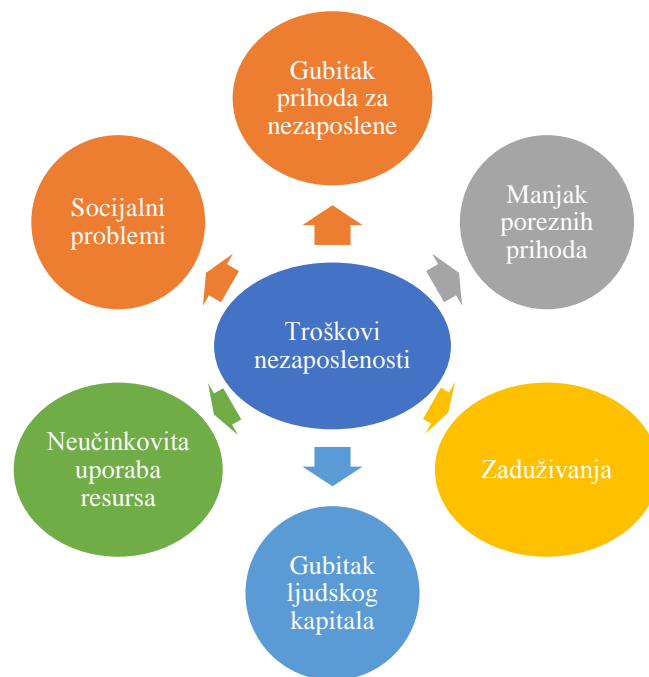 Gubitak
prihoda za
nezaposlene
Socijalni
problemi
Manjak
poreznih
prihoda
Troškovi
nezaposlenosti
Neučinkovita
uporaba
resursa
Zaduživanja
Gubitak
ljudskog
kapitala